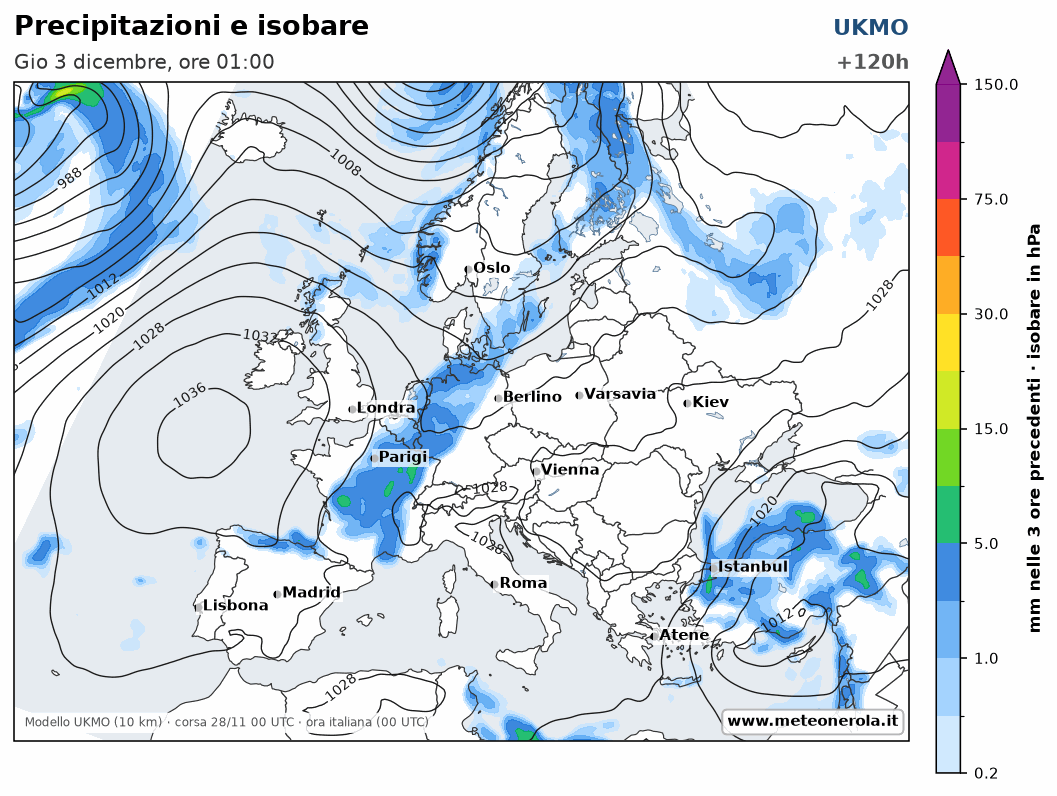 Precipitazioni e isobare
UKMO
Gio 3 dicembre, ore 01:00
+120h
150.0
75.0
30.0
15.0
5.0
1.0
0.2
mm nelle 3 ore precedenti · isobare in hPa
988
1008
1012
1020
1028
1032
1036
1028
Oslo
Londra
Berlino
Varsavia
Kiev
Parigi
Vienna
1028
1020
1028
Istanbul
Roma
Madrid
Lisbona
1012
Atene
1028
Modello UKMO (10 km) · corsa 28/11 00 UTC · ora italiana (00 UTC)
www.meteonerola.it